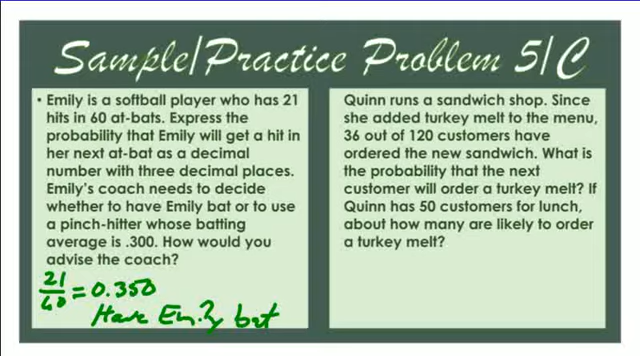 Sample/Practice Problem 5/C
• Emily is a softball player who has 21
hits in 60 at-bats. Express the
probability that Emily will get a hit in
her next at-bat as a decimal
number with three decimal places.
Emily's coach needs to decide
whether to have Emily bat or to use
a pinch-hitter whose batting
average is .300. How would you
advise the coach?
21/60 = 0.350
Have Emily bat
Quinn runs a sandwich shop. Since
she added turkey melt to the menu,
36 out of 120 customers have
ordered the new sandwich. What is
the probability that the next
customer will order a turkey melt? If
Quinn has 50 customers for lunch,
about how many are likely to order
a turkey melt?